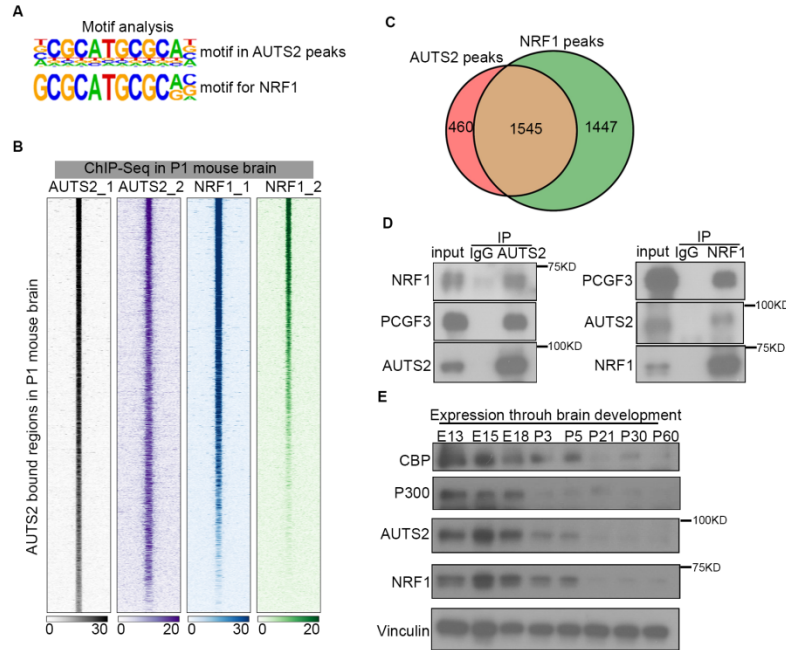 A
Motif analysis
TCGCATGCGCAT motif in AUTS2 peaks
GCGCATGCGCAC motif for NRF1
B
ChIP-Seq in P1 mouse brain
AUTS2_1 AUTS2_2 NRF1_1 NRF1_2
AUTS2 bound regions in P1 mouse brain
0 30 0 20 0 30 0 20
C
AUTS2 peaks
NRF1 peaks
460 1545 1447
D
IP
input IgG AUTS2
75KD
NRF1
PCGF3
100KD
AUTS2
IP
input IgG NRF1
PCGF3
100KD
AUTS2
75KD
NRF1
E
Expression throuh brain development
E13 E15 E18 P3 P5 P21 P30 P60
CBP
P300
100KD
AUTS2
75KD
NRF1
Vinculin